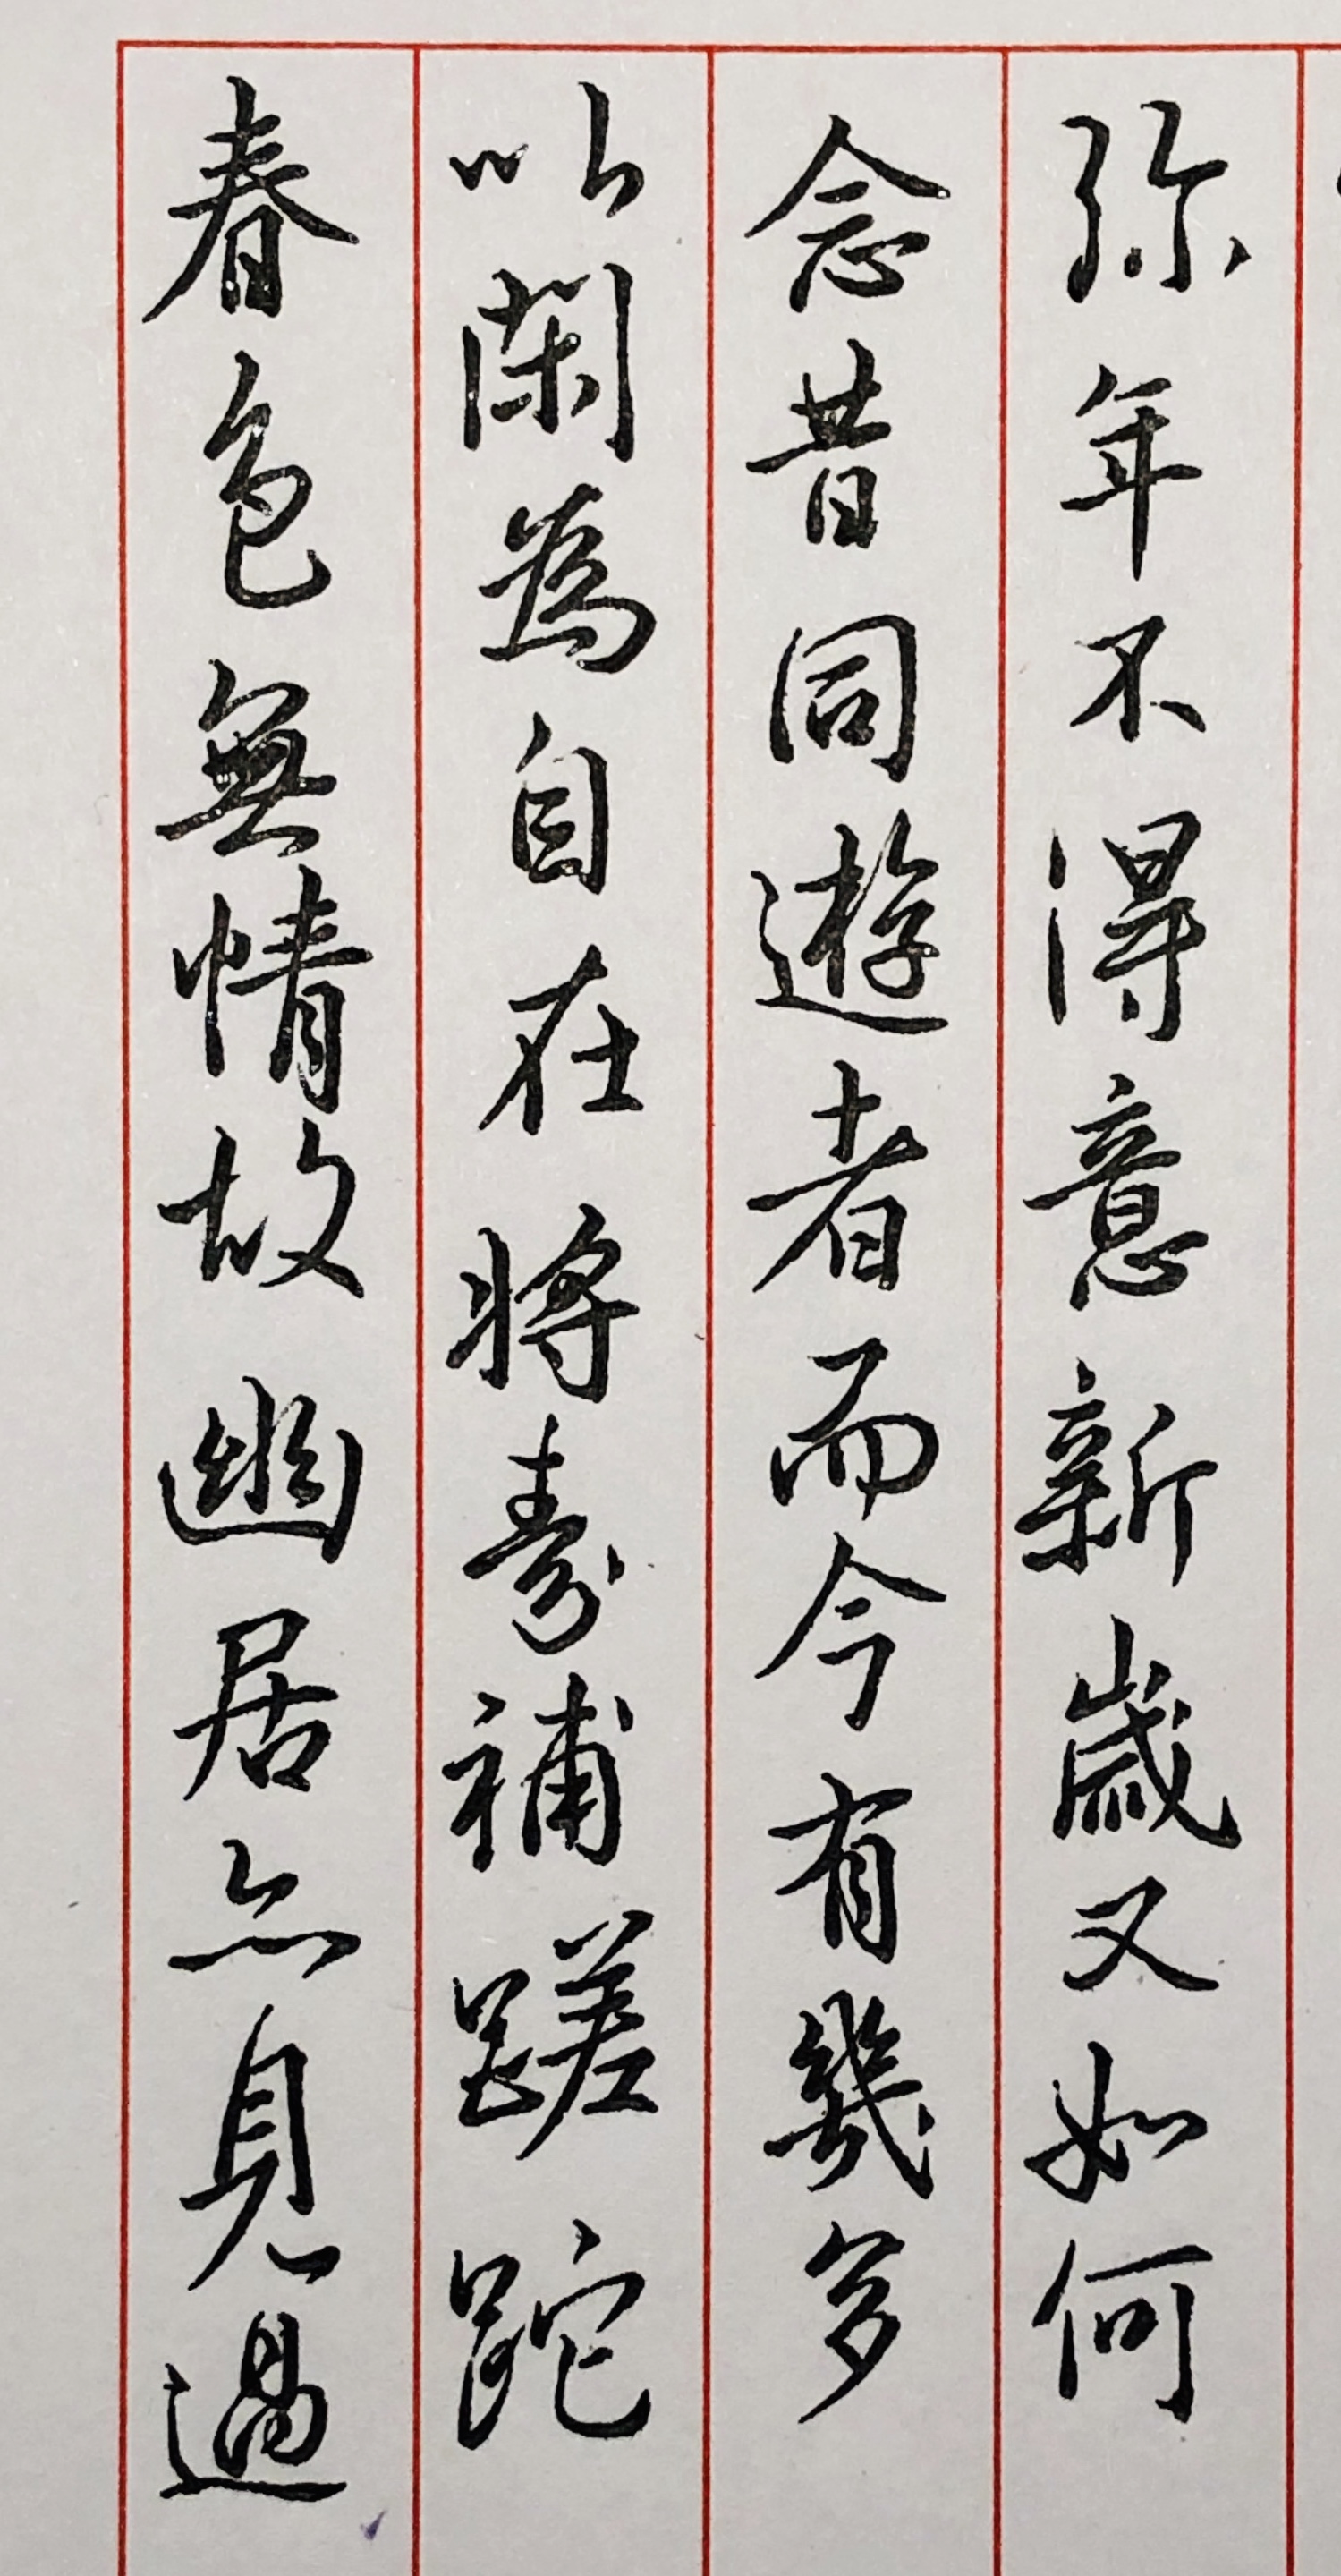 弥年不得意新歲又如何
念昔同遊者而今有幾多
以閑為自在將壽補蹉跎
春色無情故幽居亦見過